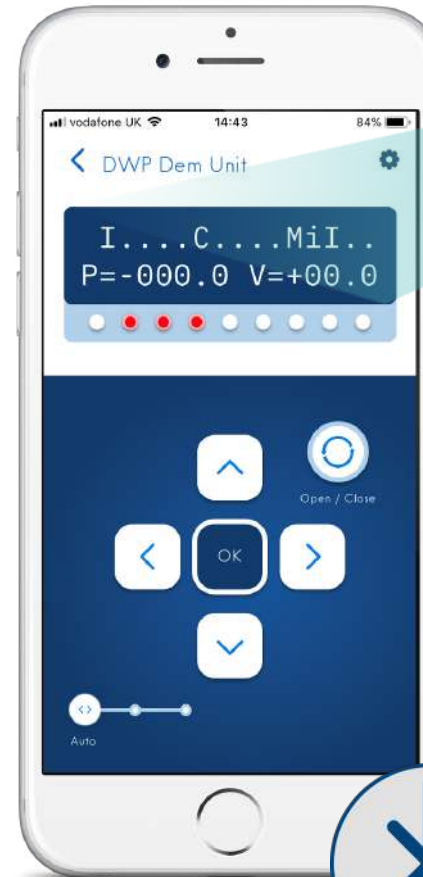 vodafone UK 14:43 84%
DWP Dem Unit
I....C....MiI..
P=-000.0 V=+00.0
Open / Close
OK
Auto